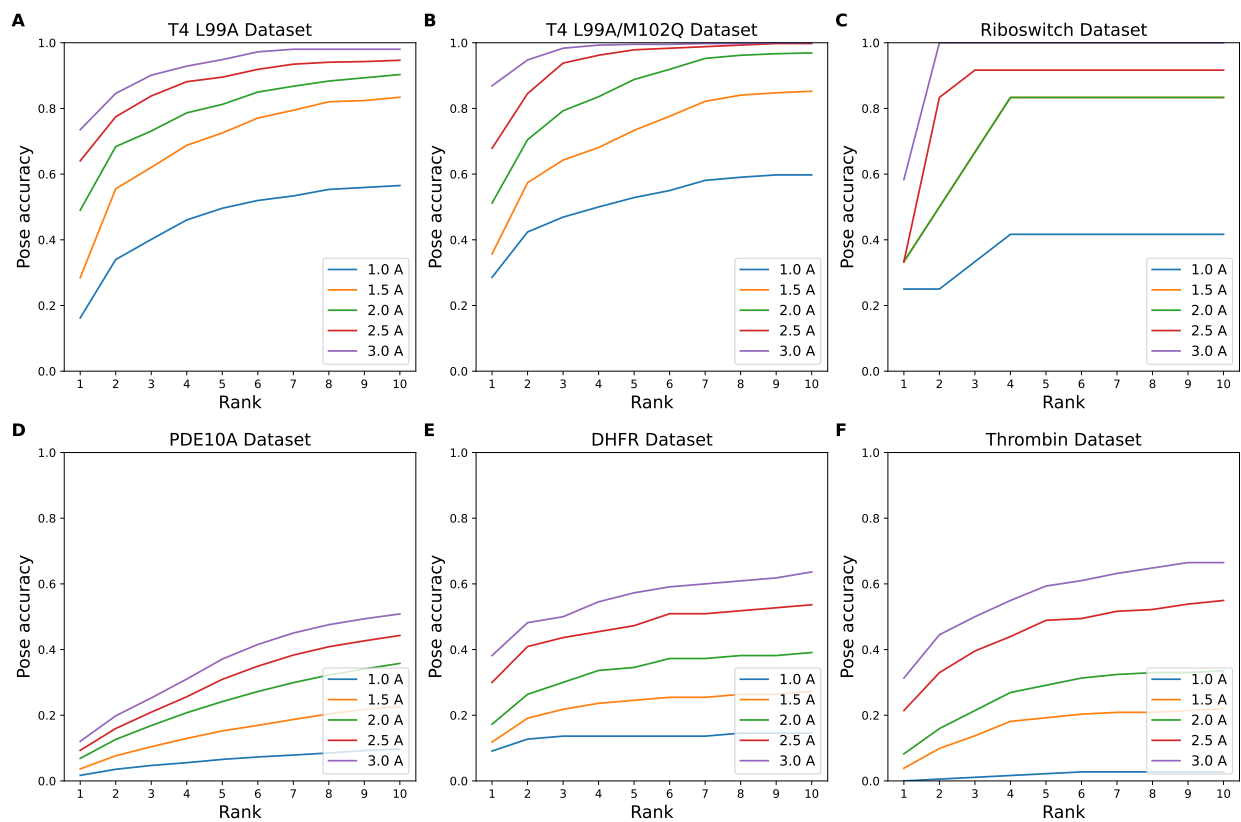 A
T4 L99A Dataset
1.0
0.8
0.6
0.4
0.2
0.0
Pose accuracy
1 2 3 4 5 6 7 8 9 10
Rank
1.0 A
1.5 A
2.0 A
2.5 A
3.0 A
B
T4 L99A/M102Q Dataset
1.0
0.8
0.6
0.4
0.2
0.0
Pose accuracy
1 2 3 4 5 6 7 8 9 10
Rank
1.0 A
1.5 A
2.0 A
2.5 A
3.0 A
C
Riboswitch Dataset
1.0
0.8
0.6
0.4
0.2
0.0
Pose accuracy
1 2 3 4 5 6 7 8 9 10
Rank
1.0 A
1.5 A
2.0 A
2.5 A
3.0 A
D
PDE10A Dataset
1.0
0.8
0.6
0.4
0.2
0.0
Pose accuracy
1 2 3 4 5 6 7 8 9 10
Rank
1.0 A
1.5 A
2.0 A
2.5 A
3.0 A
E
DHFR Dataset
1.0
0.8
0.6
0.4
0.2
0.0
Pose accuracy
1 2 3 4 5 6 7 8 9 10
Rank
1.0 A
1.5 A
2.0 A
2.5 A
3.0 A
F
Thrombin Dataset
1.0
0.8
0.6
0.4
0.2
0.0
Pose accuracy
1 2 3 4 5 6 7 8 9 10
Rank
1.0 A
1.5 A
2.0 A
2.5 A
3.0 A